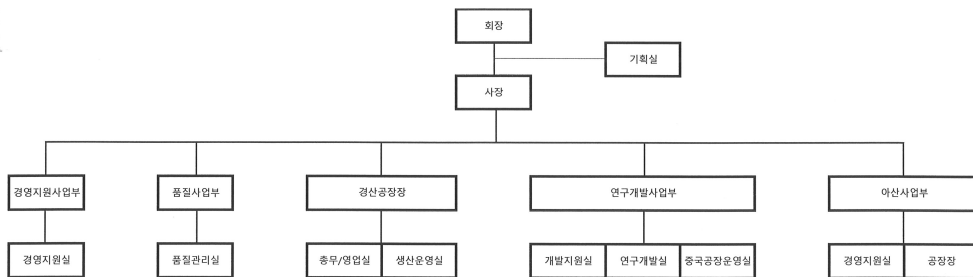 회장
기획실
사장
경영지원사업부
품질사업부
경산공장장
연구개발사업부
아산사업부
경영지원실
품질관리실
총무/영업실
생산운영실
개발지원실
연구개발실
중국공장운영실
경영지원실
공장장